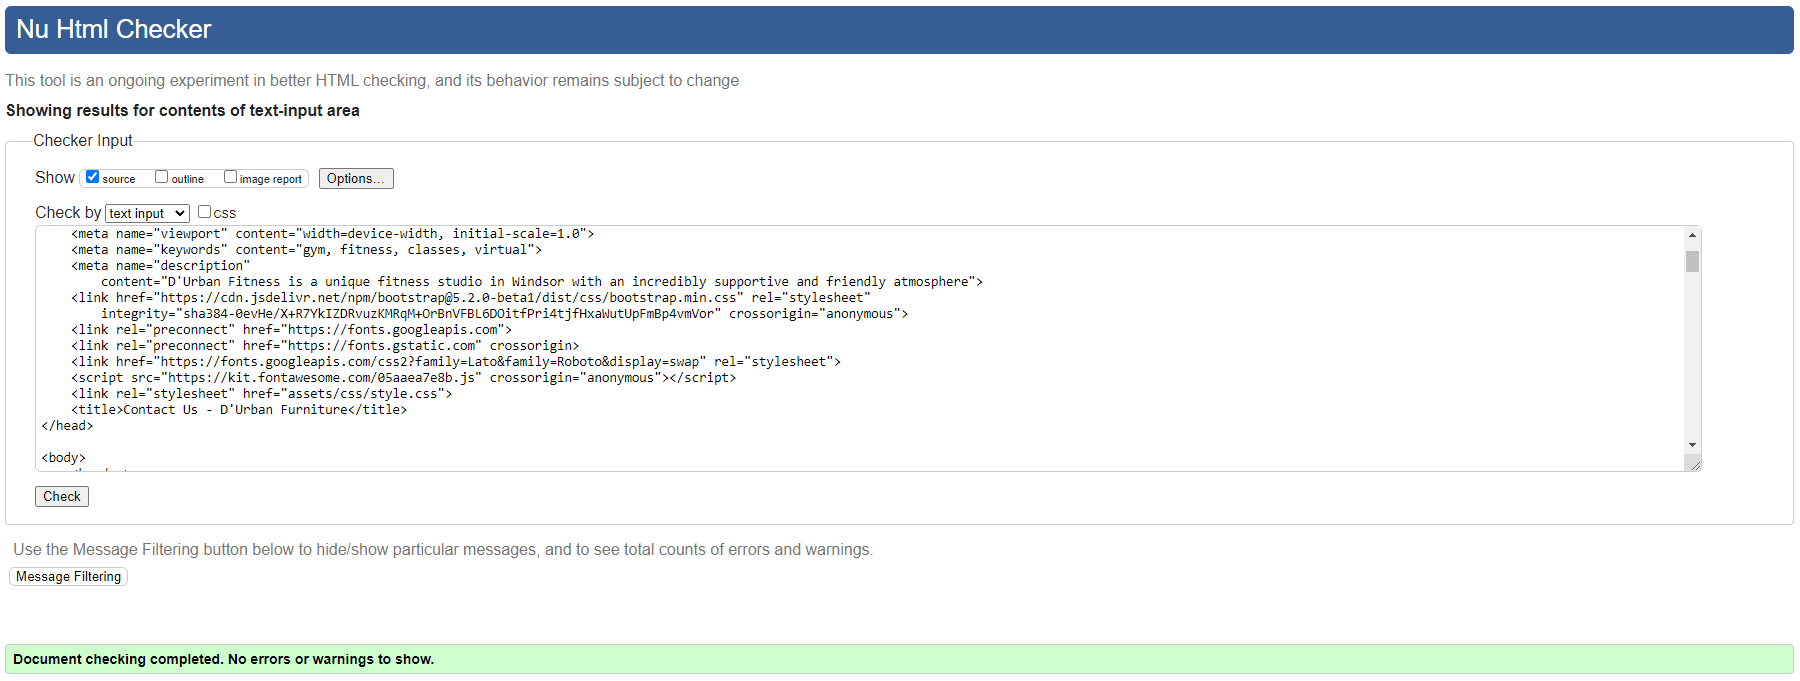 Nu Html Checker
This tool is an ongoing experiment in better HTML checking, and its behavior remains subject to change
Showing results for contents of text-input area
Checker Input
Show source outline image report Options...
Check by text input css
<meta name="viewport" content="width=device-width, initial-scale=1.0">
<meta name="keywords" content="gym, fitness, classes, virtual">
<meta name="description"
content="D'Urban Fitness is a unique fitness studio in Windsor with an incredibly supportive and friendly atmosphere">
<link href="https://cdn.jsdelivr.net/npm/bootstrap@5.2.0-beta1/dist/css/bootstrap.min.css" rel="stylesheet"
integrity="sha384-0evHe/X+R7YkIZDRvuzKMRqM+OrBnVFBL6DOitfPri4tjfHxaWutUpFmBp4vmVor" crossorigin="anonymous">
<link rel="preconnect" href="https://fonts.googleapis.com">
<link rel="preconnect" href="https://fonts.gstatic.com" crossorigin>
<link href="https://fonts.googleapis.com/css2?family=Lato&family=Roboto&display=swap" rel="stylesheet">
<script src="https://kit.fontawesome.com/05aaea7e8b.js" crossorigin="anonymous"></script>
<link rel="stylesheet" href="assets/css/style.css">
<title>Contact Us - D'Urban Furniture</title>
</head>
<body>
Check
Use the Message Filtering button below to hide/show particular messages, and to see total counts of errors and warnings.
Message Filtering
Document checking completed. No errors or warnings to show.